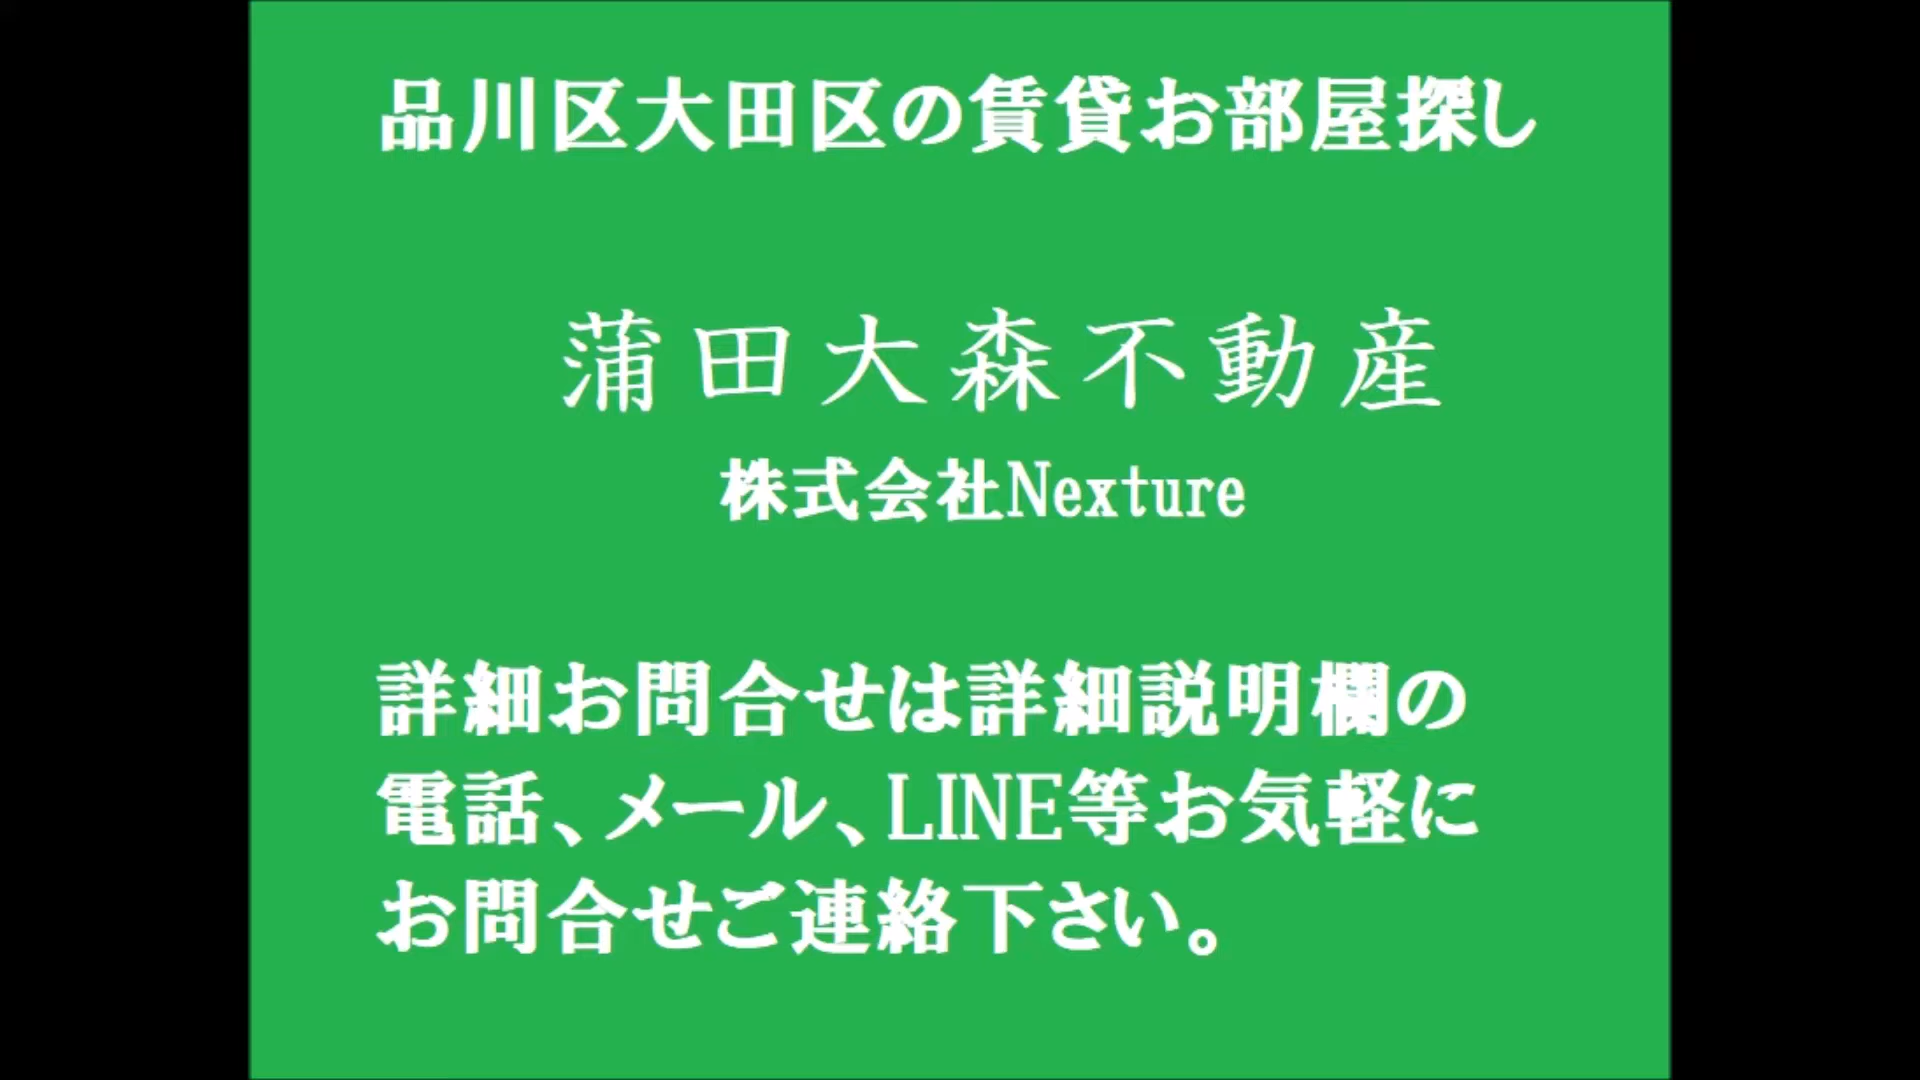 品川区大田区の賃貸お部屋探し
蒲田大森不動産
株式会社Nexture
詳細お問合せは詳細説明欄の
電話、メール、LINE等お気軽に
お問合せご連絡下さい。